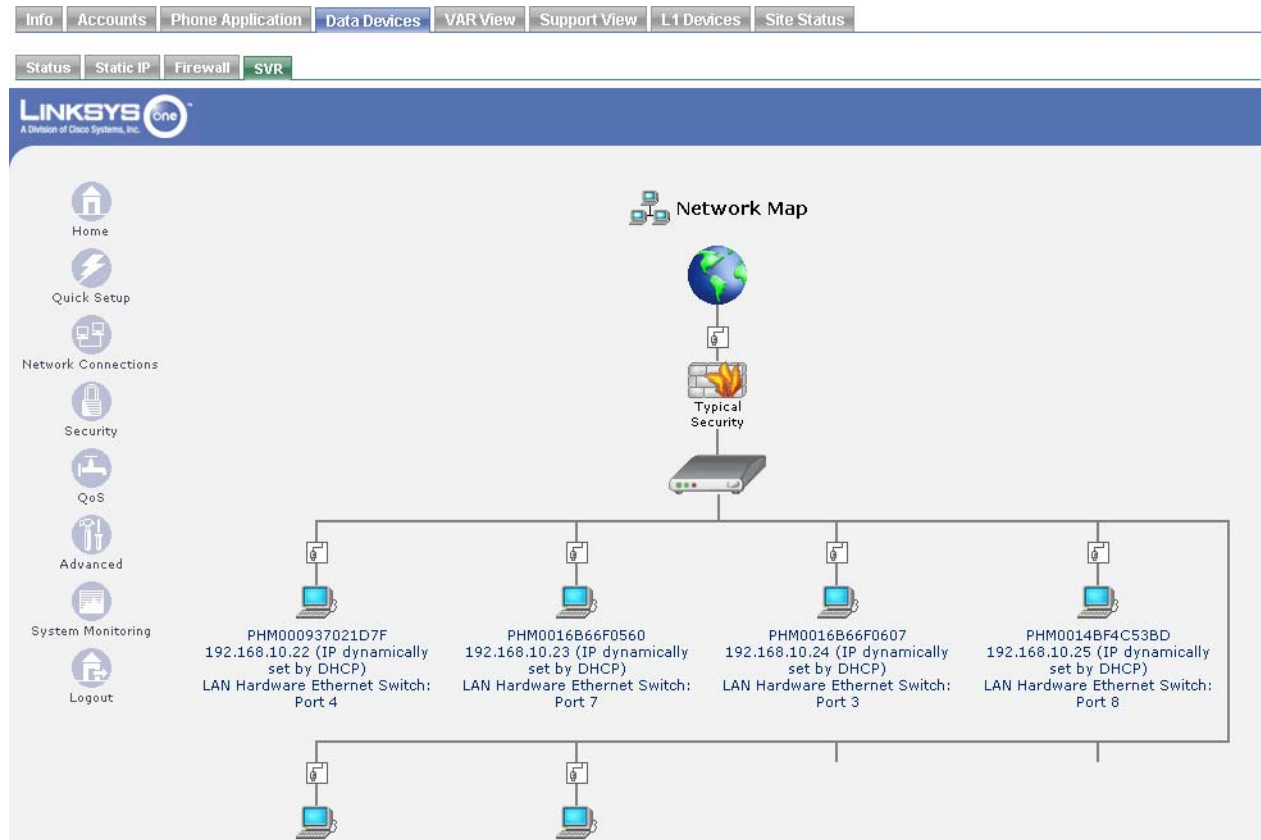 Info Accounts Phone Application Data Devices VAR View Support View L1 Devices Site Status
Status Static IP Firewall SVR
LINKSYS one
A Division of Cisco Systems, Inc.
Network Map
Home
Quick Setup
Network Connections
Security
QoS
Advanced
System Monitoring
Logout
Typical
Security
PHM000937021D7F
192.168.10.22 (IP dynamically
set by DHCP)
LAN Hardware Ethernet Switch:
Port 4
PHM0016B66F0560
192.168.10.23 (IP dynamically
set by DHCP)
LAN Hardware Ethernet Switch:
Port 7
PHM0016B66F0607
192.168.10.24 (IP dynamically
set by DHCP)
LAN Hardware Ethernet Switch:
Port 3
PHM0014BF4C53BD
192.168.10.25 (IP dynamically
set by DHCP)
LAN Hardware Ethernet Switch:
Port 8